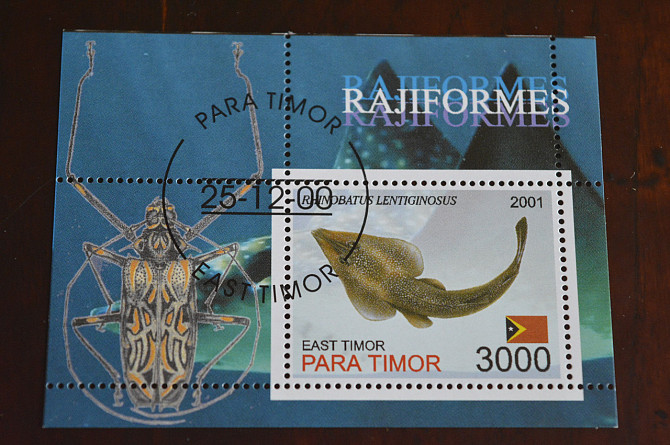 RAJIFORMES
PARA TIMOR
25-12-00
EAST TIMOR
RHINOBATUS LENTIGINOSUS
2001
EAST TIMOR
PARA TIMOR
3000